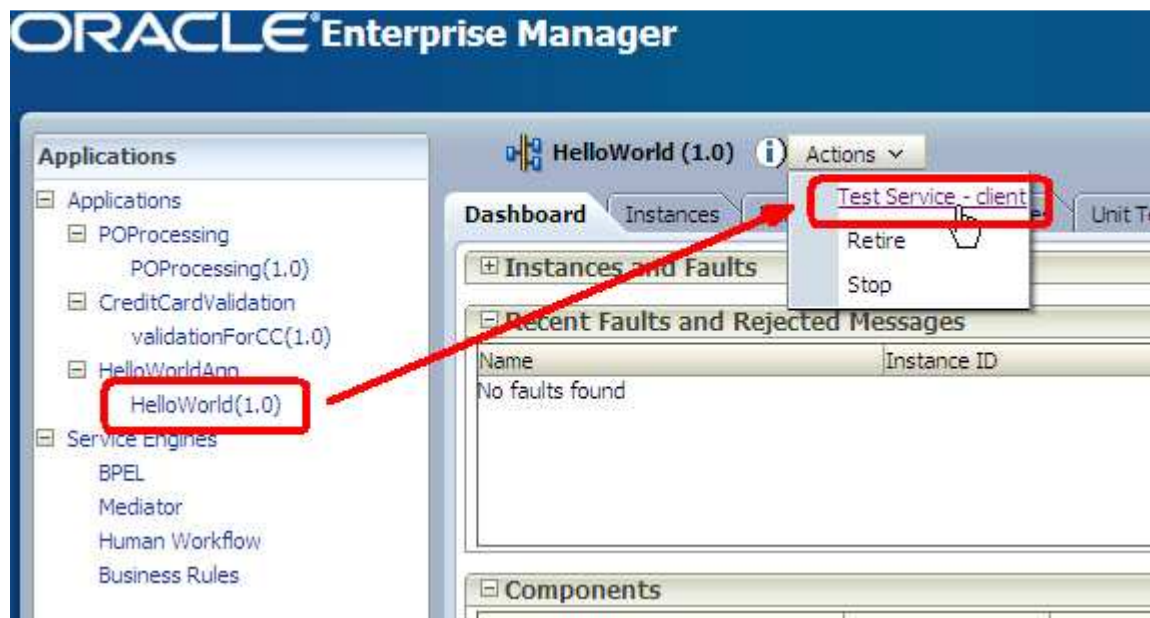 ORACLE Enterprise Manager
Applications
Applications
POProcessing
POProcessing(1.0)
CreditCardValidation
validationForCC(1.0)
HelloWorldApp
HelloWorld(1.0)
Service Engines
BPEL
Mediator
Human Workflow
Business Rules
HelloWorld (1.0) i Actions
Test Service - client
Retire
Stop
Dashboard Instances Unit
Instances and Faults
Recent Faults and Rejected Messages
Name Instance ID
No faults found
Components